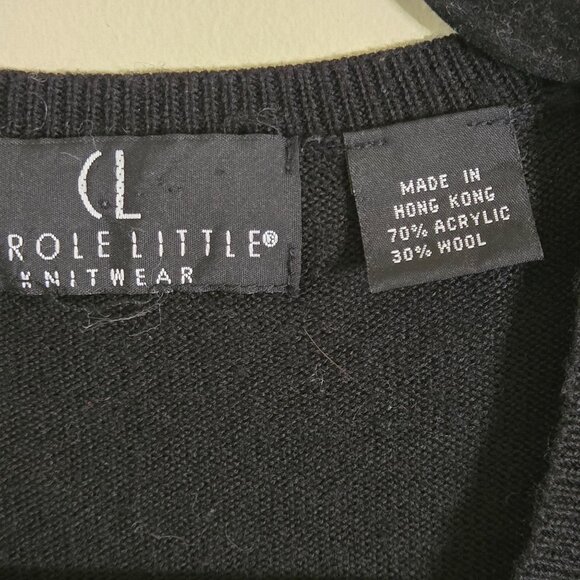 CL
ROLE LITTLE®
KNITWEAR
MADE IN
HONG KONG
70% ACRYLIC
30% WOOL